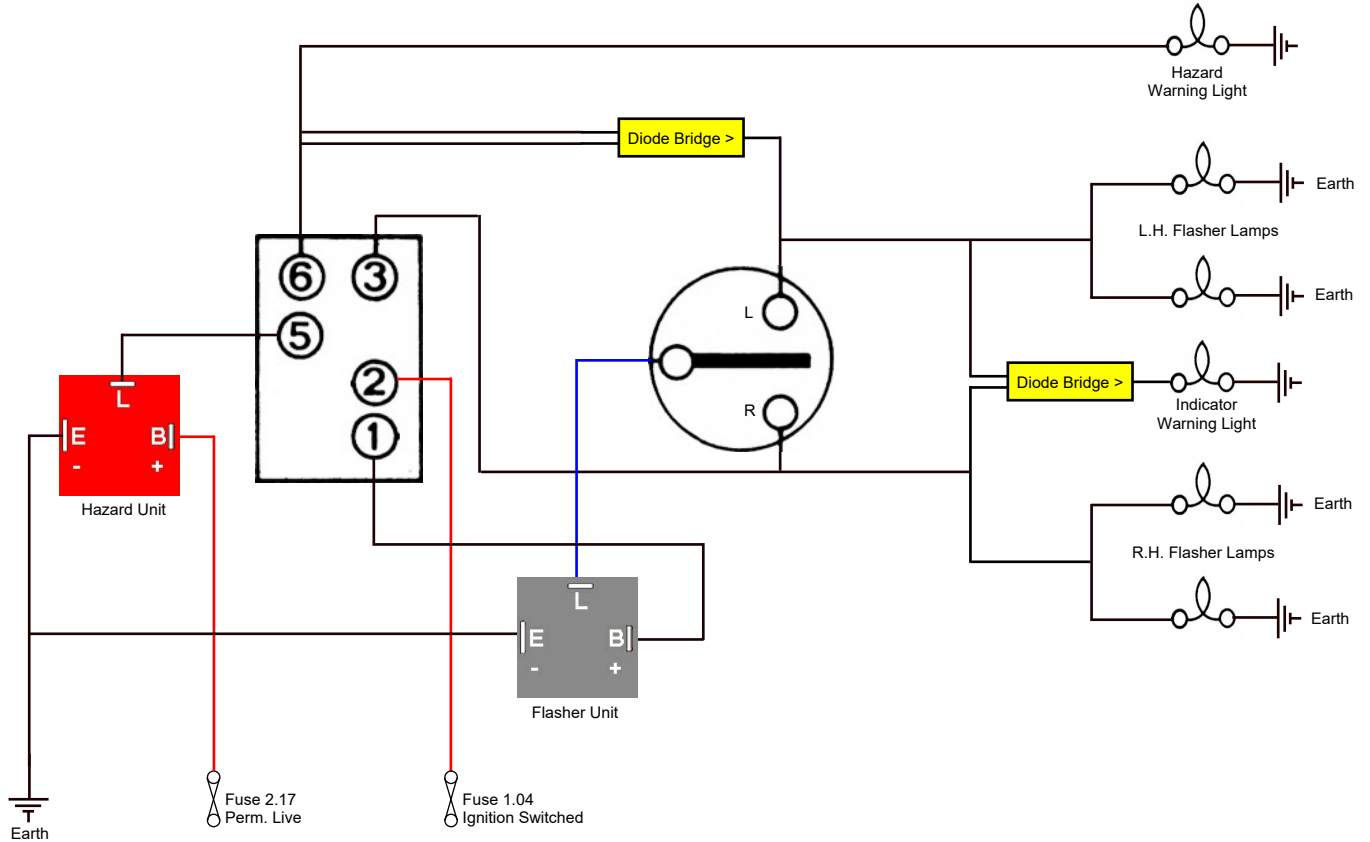 Hazard
Warning Light
Diode Bridge >
Earth
L.H. Flasher Lamps
Earth
6
3
5
2
1
L
R
L
E
B
-
+
Hazard Unit
Diode Bridge >
Indicator
Warning Light
Earth
R.H. Flasher Lamps
Earth
L
E
B
-
+
Flasher Unit
Fuse 2.17
Perm. Live
Fuse 1.04
Ignition Switched
Earth